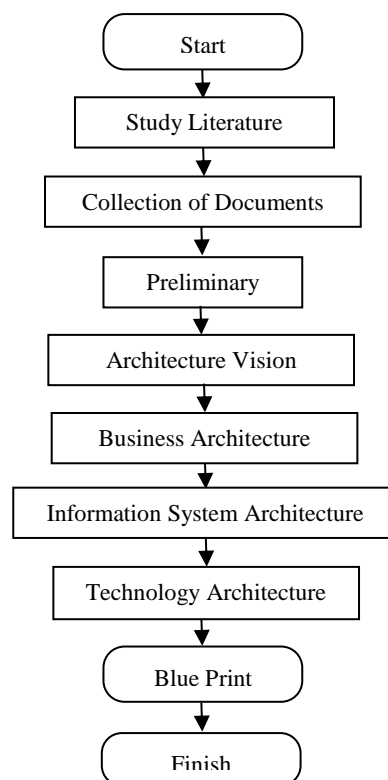 Start
Study Literature
Collection of Documents
Preliminary
Architecture Vision
Business Architecture
Information System Architecture
Technology Architecture
Blue Print
Finish